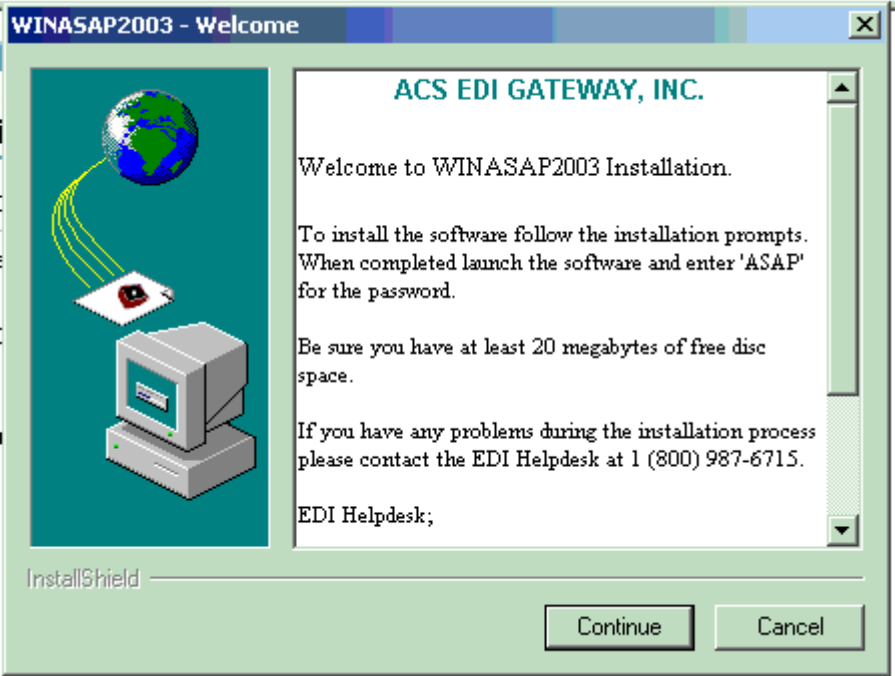 WINASAP2003 - Welcome
ACS EDI GATEWAY, INC.
Welcome to WINASAP2003 Installation.
To install the software follow the installation prompts.
When completed launch the software and enter 'ASAP'
for the password.
Be sure you have at least 20 megabytes of free disc
space.
If you have any problems during the installation process
please contact the EDI Helpdesk at 1 (800) 987-6715.
EDI Helpdesk;
InstallShield
Continue
Cancel